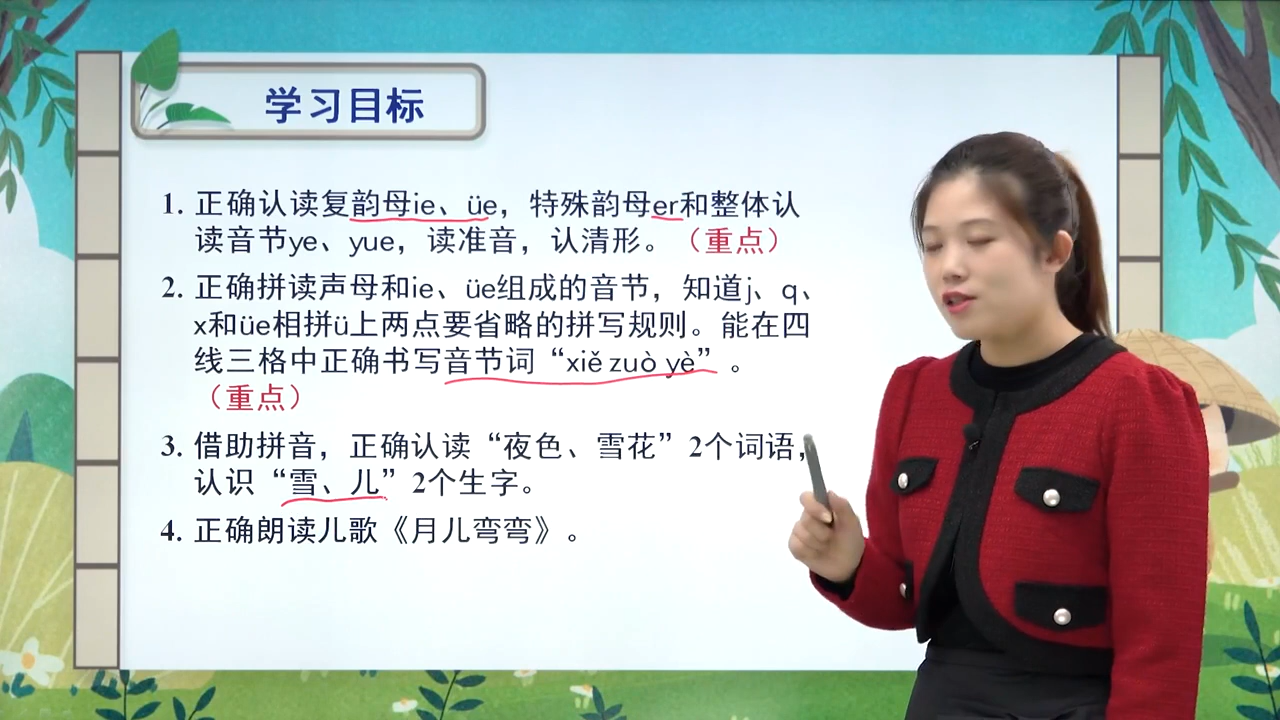 学习目标
1. 正确认读复韵母ie、üe，特殊韵母er和整体认
读音节ye、yue，读准音，认清形。（重点）
2. 正确拼读声母和ie、üe组成的音节，知道j、q、
x和üe相拼ü上两点要省略的拼写规则。能在四
线三格中正确书写音节词“xiě zuò yè”。
（重点）
3. 借助拼音，正确认读“夜色、雪花”2个词语，
认识“雪、儿”2个生字。
4. 正确朗读儿歌《月儿弯弯》。